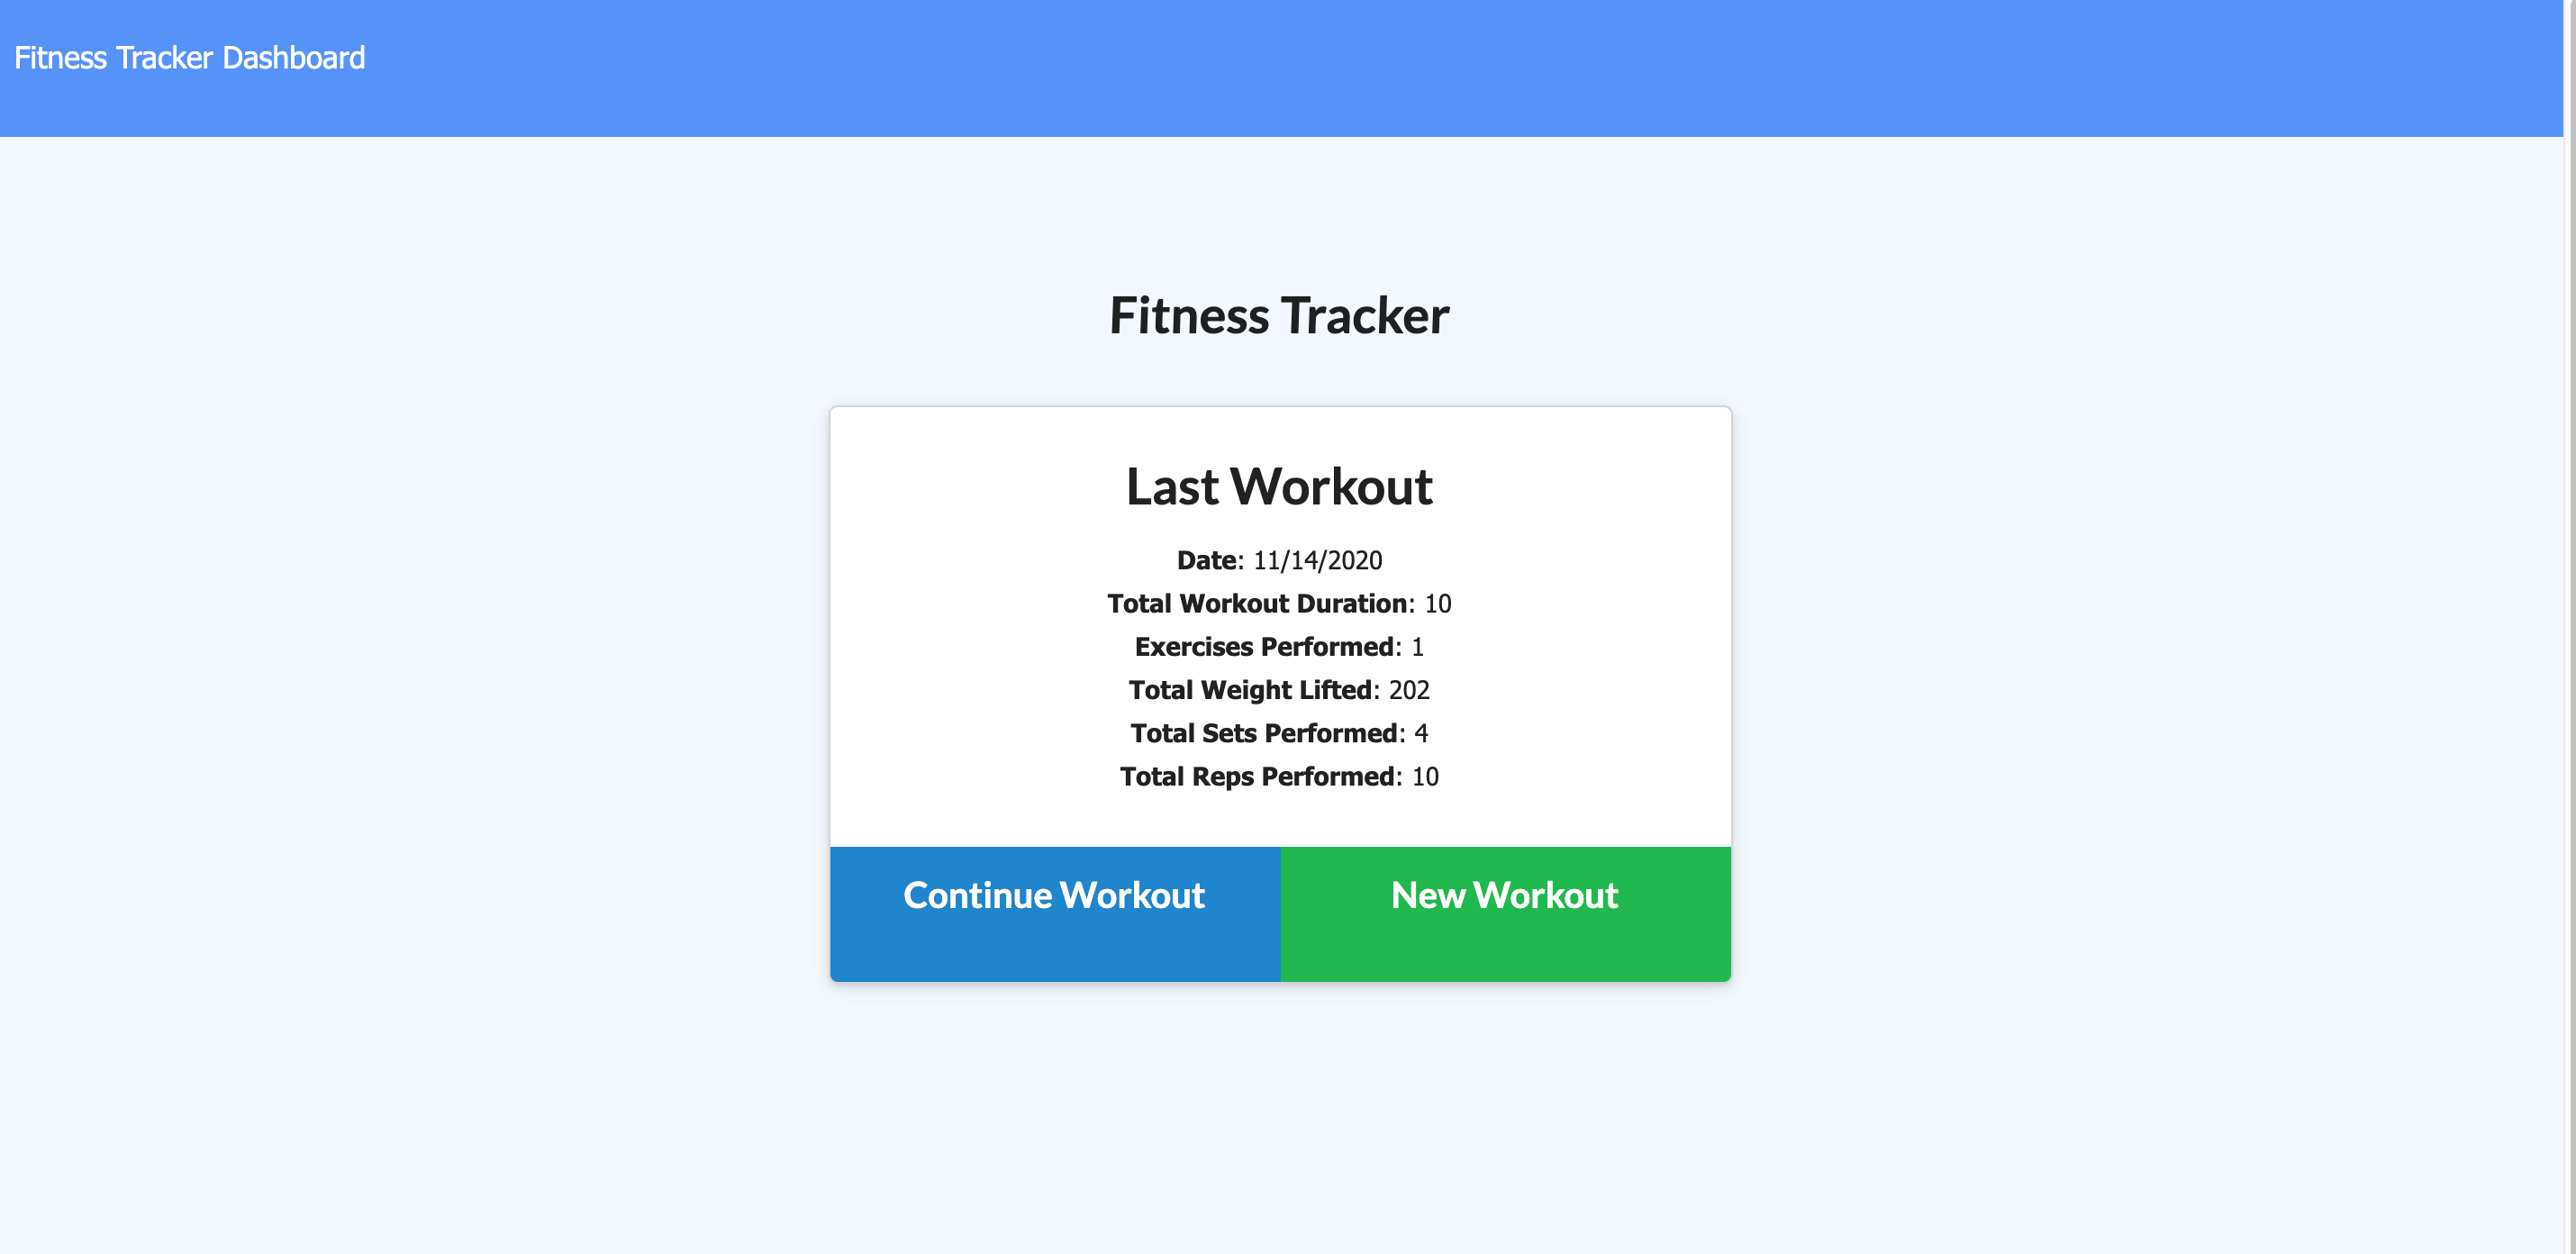 Fitness Tracker Dashboard
Fitness Tracker
Last Workout
Date: 11/14/2020
Total Workout Duration: 10
Exercises Performed: 1
Total Weight Lifted: 202
Total Sets Performed: 4
Total Reps Performed: 10
Continue Workout
New Workout